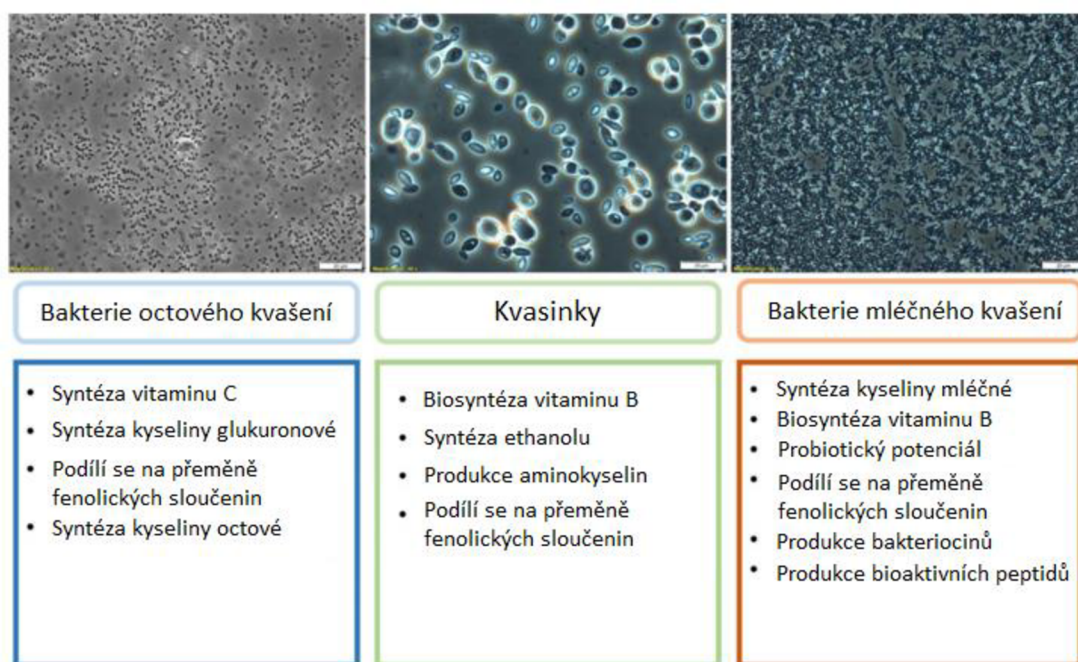 Bakterie octového kvašení
Kvasinky
Bakterie mléčného kvašení
• Syntéza vitaminu C
• Syntéza kyseliny glukuronové
• Podílí se na přeměně
fenolických sloučenin
• Syntéza kyseliny octové
• Biosyntéza vitaminu B
• Syntéza ethanolu
• Produkce aminokyselin
• Podílí se na přeměně
fenolických sloučenin
• Syntéza kyseliny mléčné
• Biosyntéza vitaminu B
• Probiotický potenciál
• Podílí se na přeměně
fenolických sloučenin
• Produkce bakteriocinů
• Produkce bioaktivních peptidů